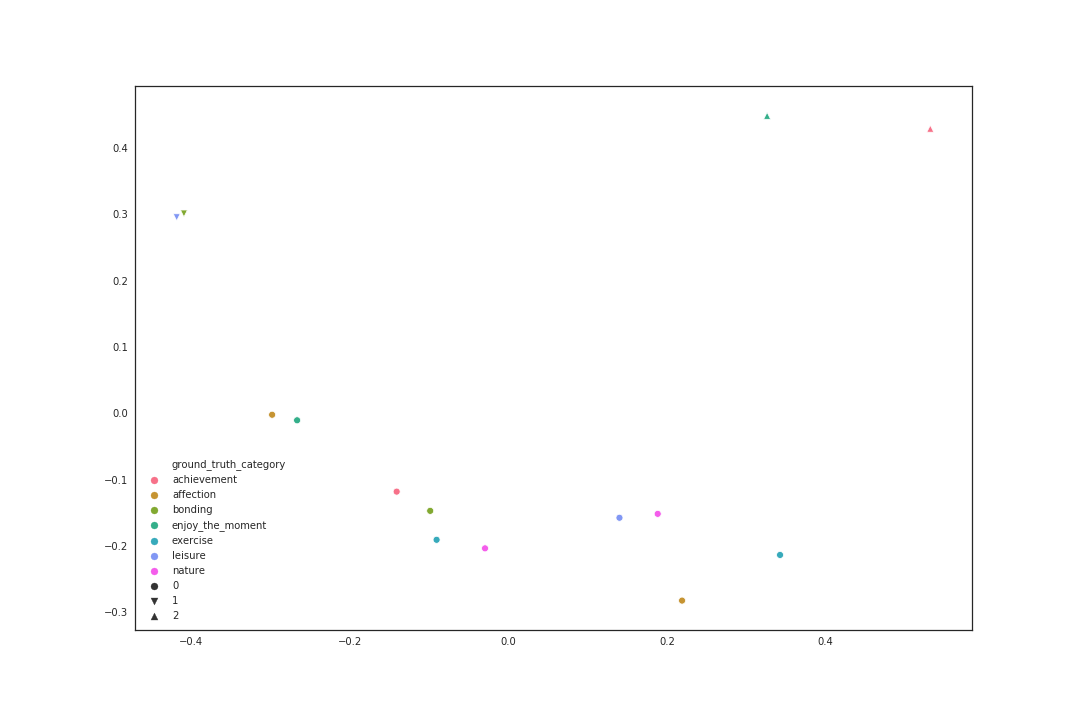 0.4
0.3
0.2
0.1
0.0
−0.1
−0.2
−0.3
ground_truth_category
achievement
affection
bonding
enjoy_the_moment
exercise
leisure
nature
0
1
2
−0.4 −0.2 0.0 0.2 0.4